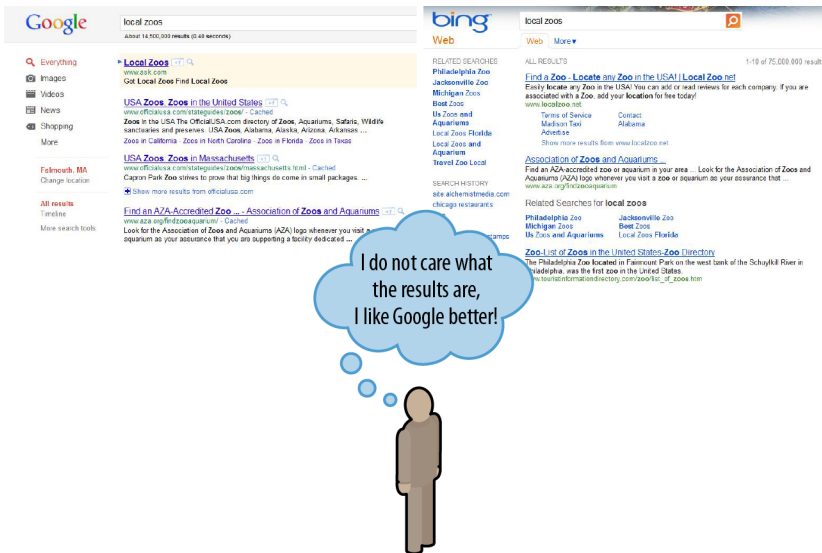 Google
local zoos
About 14,500,000 results (0.40 seconds)
Everything
Images
Videos
News
Shopping
More
Falmouth, MA
Change location
All results
Timeline
More search tools
Local Zoos +1
www.ask.com
Get Local Zoos Find Local Zoos
USA Zoos, Zoos in the United States +1
www.officialusa.com/stateguides/zoos/ - Cached
Zoos in the USA The OfficialUSA.com directory of Zoos, Aquariums, Safaris, Wildlife
sanctuaries and preserves. USA Zoos, Alabama, Alaska, Arizona, Arkansas ...
Zoos in California - Zoos in North Carolina - Zoos in Florida - Zoos in Texas
USA Zoos: Zoos in Massachusetts +1
www.officialusa.com/stateguides/zoos/massachusetts.html - Cached
Capron Park Zoo strives to prove that big things do come in small packages. ...
Show more results from officialusa.com
Find an AZA-Accredited Zoo ... - Association of Zoos and Aquariums +1
www.aza.org/findzooaquarium/ - Cached
Look for the Association of Zoos and Aquariums (AZA) logo whenever you visit a
aquarium as your assurance that you are supporting a facility dedicated ...
bing
Web
local zoos
Web More
RELATED SEARCHES
Philadelphia Zoo
Jacksonville Zoo
Michigan Zoos
Best Zoos
Us Zoos and
Aquariums
Local Zoos Florida
Local Zoos and
Aquarium
Travel Zoo Local
SEARCH HISTORY
site:alchemistmedia.com
chicago restaurants
stamps
ALL RESULTS
1-10 of 75,000,000 result
Find a Zoo - Locate any Zoo in the USA! | Local Zoo net
Easily locate any Zoo in the USA! You can add or read reviews for each company. If you are
associated with a Zoo, add your location for free today!
www.localzoo.net
Terms of Service Contact
Madison Taxi Alabama
Advertise
Show more results from www.localzoo.net
Association of Zoos and Aquariums ...
Find an AZA-accredited zoo or aquarium in your area ... Look for the Association of Zoos and
Aquariums (AZA) logo whenever you visit a zoo or aquarium as your assurance that ...
www.aza.org/findzooaquarium
Related Searches for local zoos
Philadelphia Zoo Jacksonville Zoo
Michigan Zoos Best Zoos
Us Zoos and Aquariums Local Zoos Florida
Zoo-List of Zoos in the United States-Zoo Directory
The Philadelphia Zoo located in Fairmount Park on the west bank of the Schuylkill River in
Philadelphia, was the first zoo in the United States.
www.touristinformationdirectory.com/zoo/list_of_zoos.htm
I do not care what
the results are,
I like Google better!